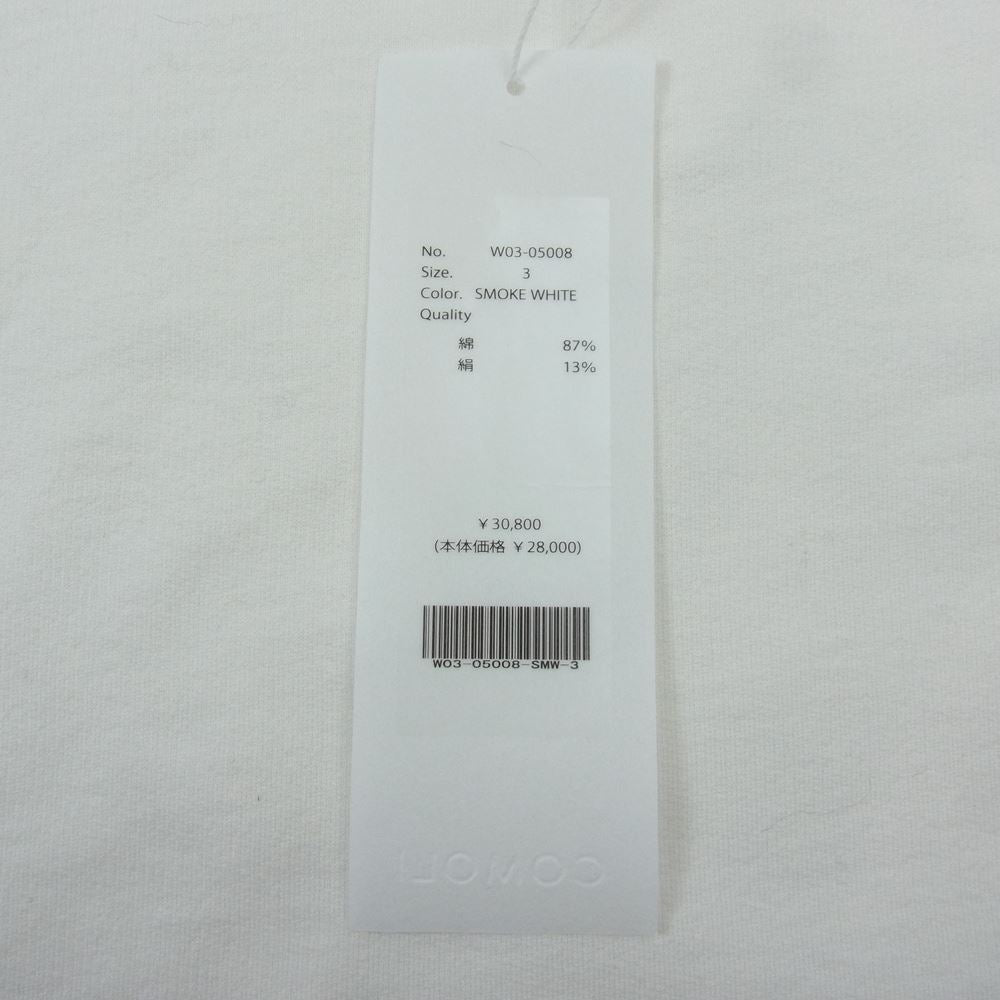 No. W03-05008
Size. 3
Color. SMOKE WHITE
Quality
綿 87%
絹 13%
¥30,800
(本体価格 ¥28,000)
W03-05008-SMW-3
COMOLI